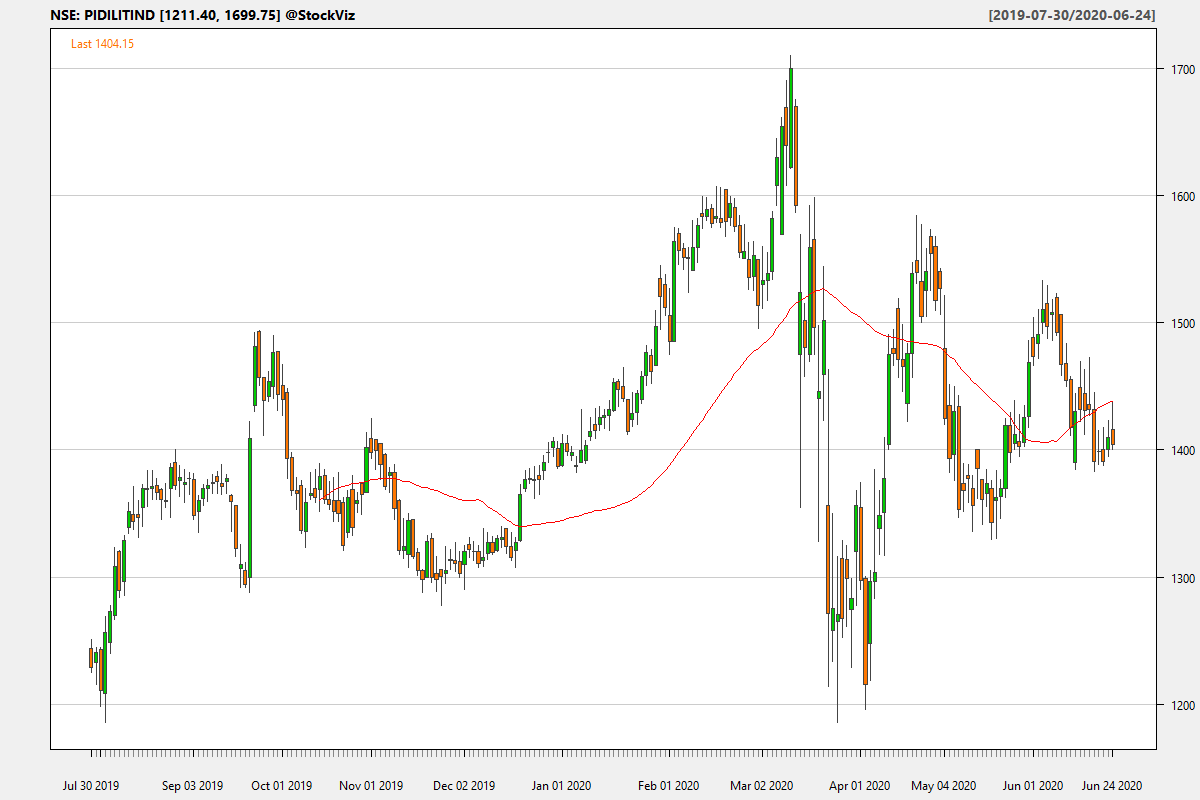 NSE: PIDILITIND [1211.40, 1699.75] @StockViz
[2019-07-30/2020-06-24]
Last 1404.15
1700
1600
1500
1400
1300
1200
Jul 30 2019 Sep 03 2019 Oct 01 2019 Nov 01 2019 Dec 02 2019 Jan 01 2020 Feb 01 2020 Mar 02 2020 Apr 01 2020 May 04 2020 Jun 01 2020 Jun 24 2020